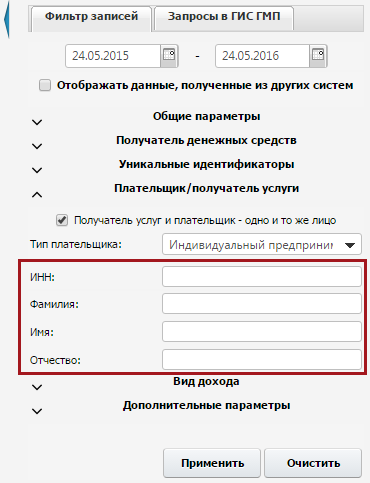 Фильтр записей Запросы в ГИС ГМП
24.05.2015 - 24.05.2016
Отображать данные, полученные из других систем
Общие параметры
Получатель денежных средств
Уникальные идентификаторы
Плательщик/получатель услуги
Получатель услуг и плательщик - одно и то же лицо
Тип плательщика: Индивидуальный предприним
ИНН:
Фамилия:
Имя:
Отчество:
Вид дохода
Дополнительные параметры
Применить Очистить